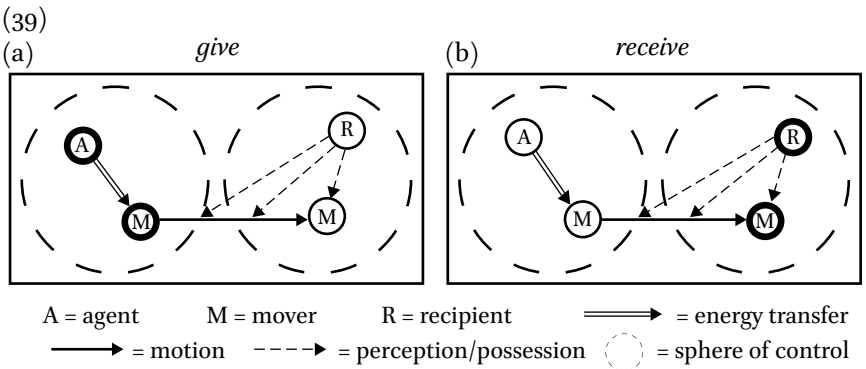 (39)
(a) give (b) receive
A R A R
M M M M
A = agent M = mover R = recipient = energy transfer
= motion = perception/possession = sphere of control